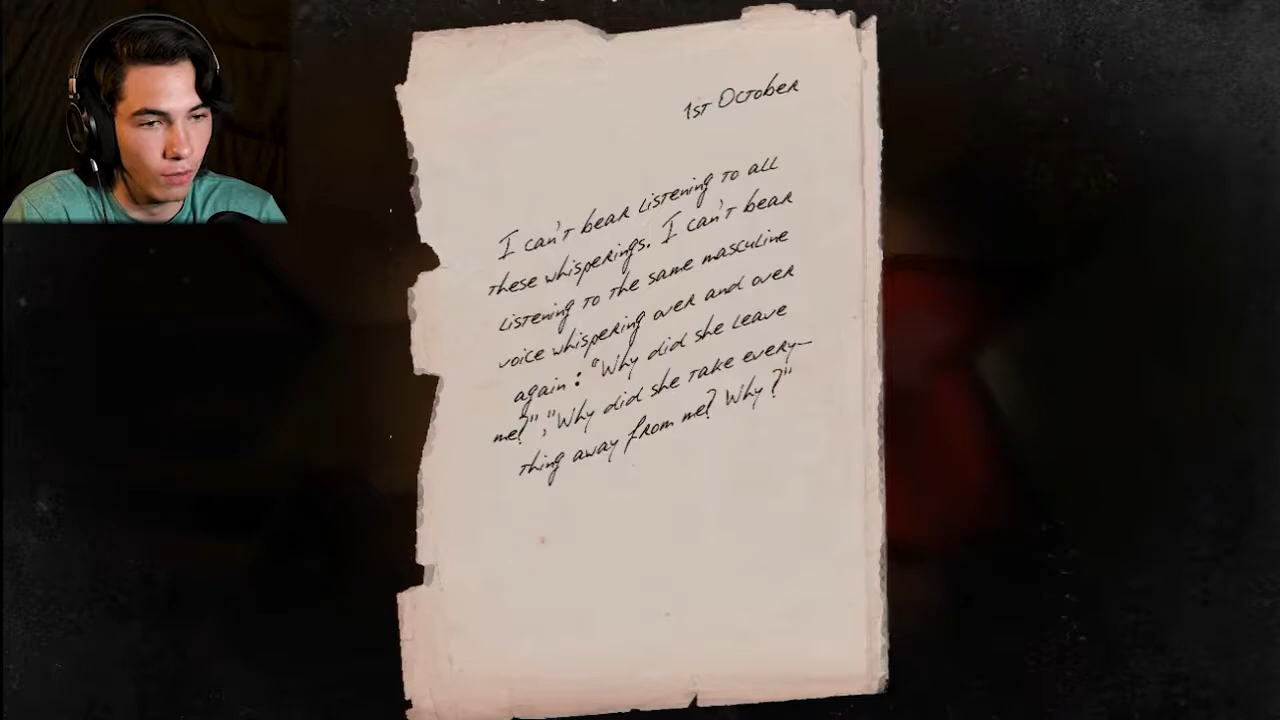 1st October
I can't bear listening to all
these whisperings. I can't bear
listening to the same masculine
voice whispering over and over
again: "Why did she leave
me?", "Why did she take every-
thing away from me? Why?"